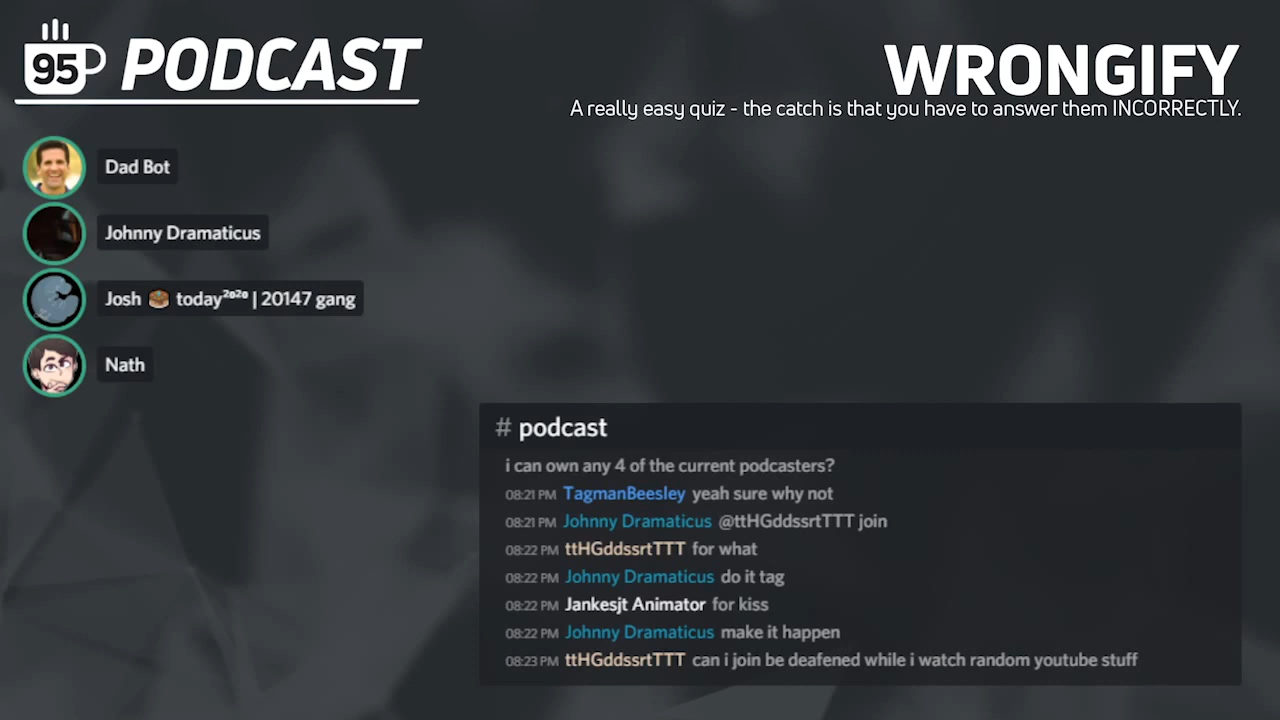 95 PODCAST
WRONGIFY
A really easy quiz - the catch is that you have to answer them INCORRECTLY.
Dad Bot
Johnny Dramaticus
Josh today²⁰²⁰ | 20147 gang
Nath
# podcast
i can own any 4 of the current podcasters?
08:21 PM TagmanBeesley yeah sure why not
08:21 PM Johnny Dramaticus @ttHGddssrtTTT join
08:22 PM ttHGddssrtTTT for what
08:22 PM Johnny Dramaticus do it tag
08:22 PM Jankesjt Animator for kiss
08:22 PM Johnny Dramaticus make it happen
08:23 PM ttHGddssrtTTT can i join be deafened while i watch random youtube stuff